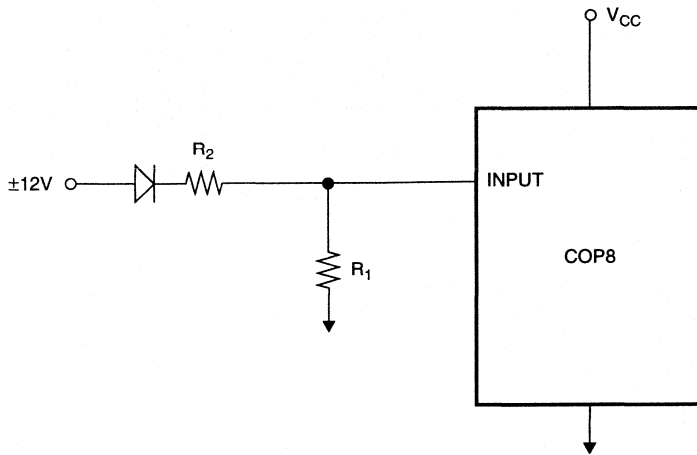 V_CC
R_2
±12V
INPUT
COP8
R_1